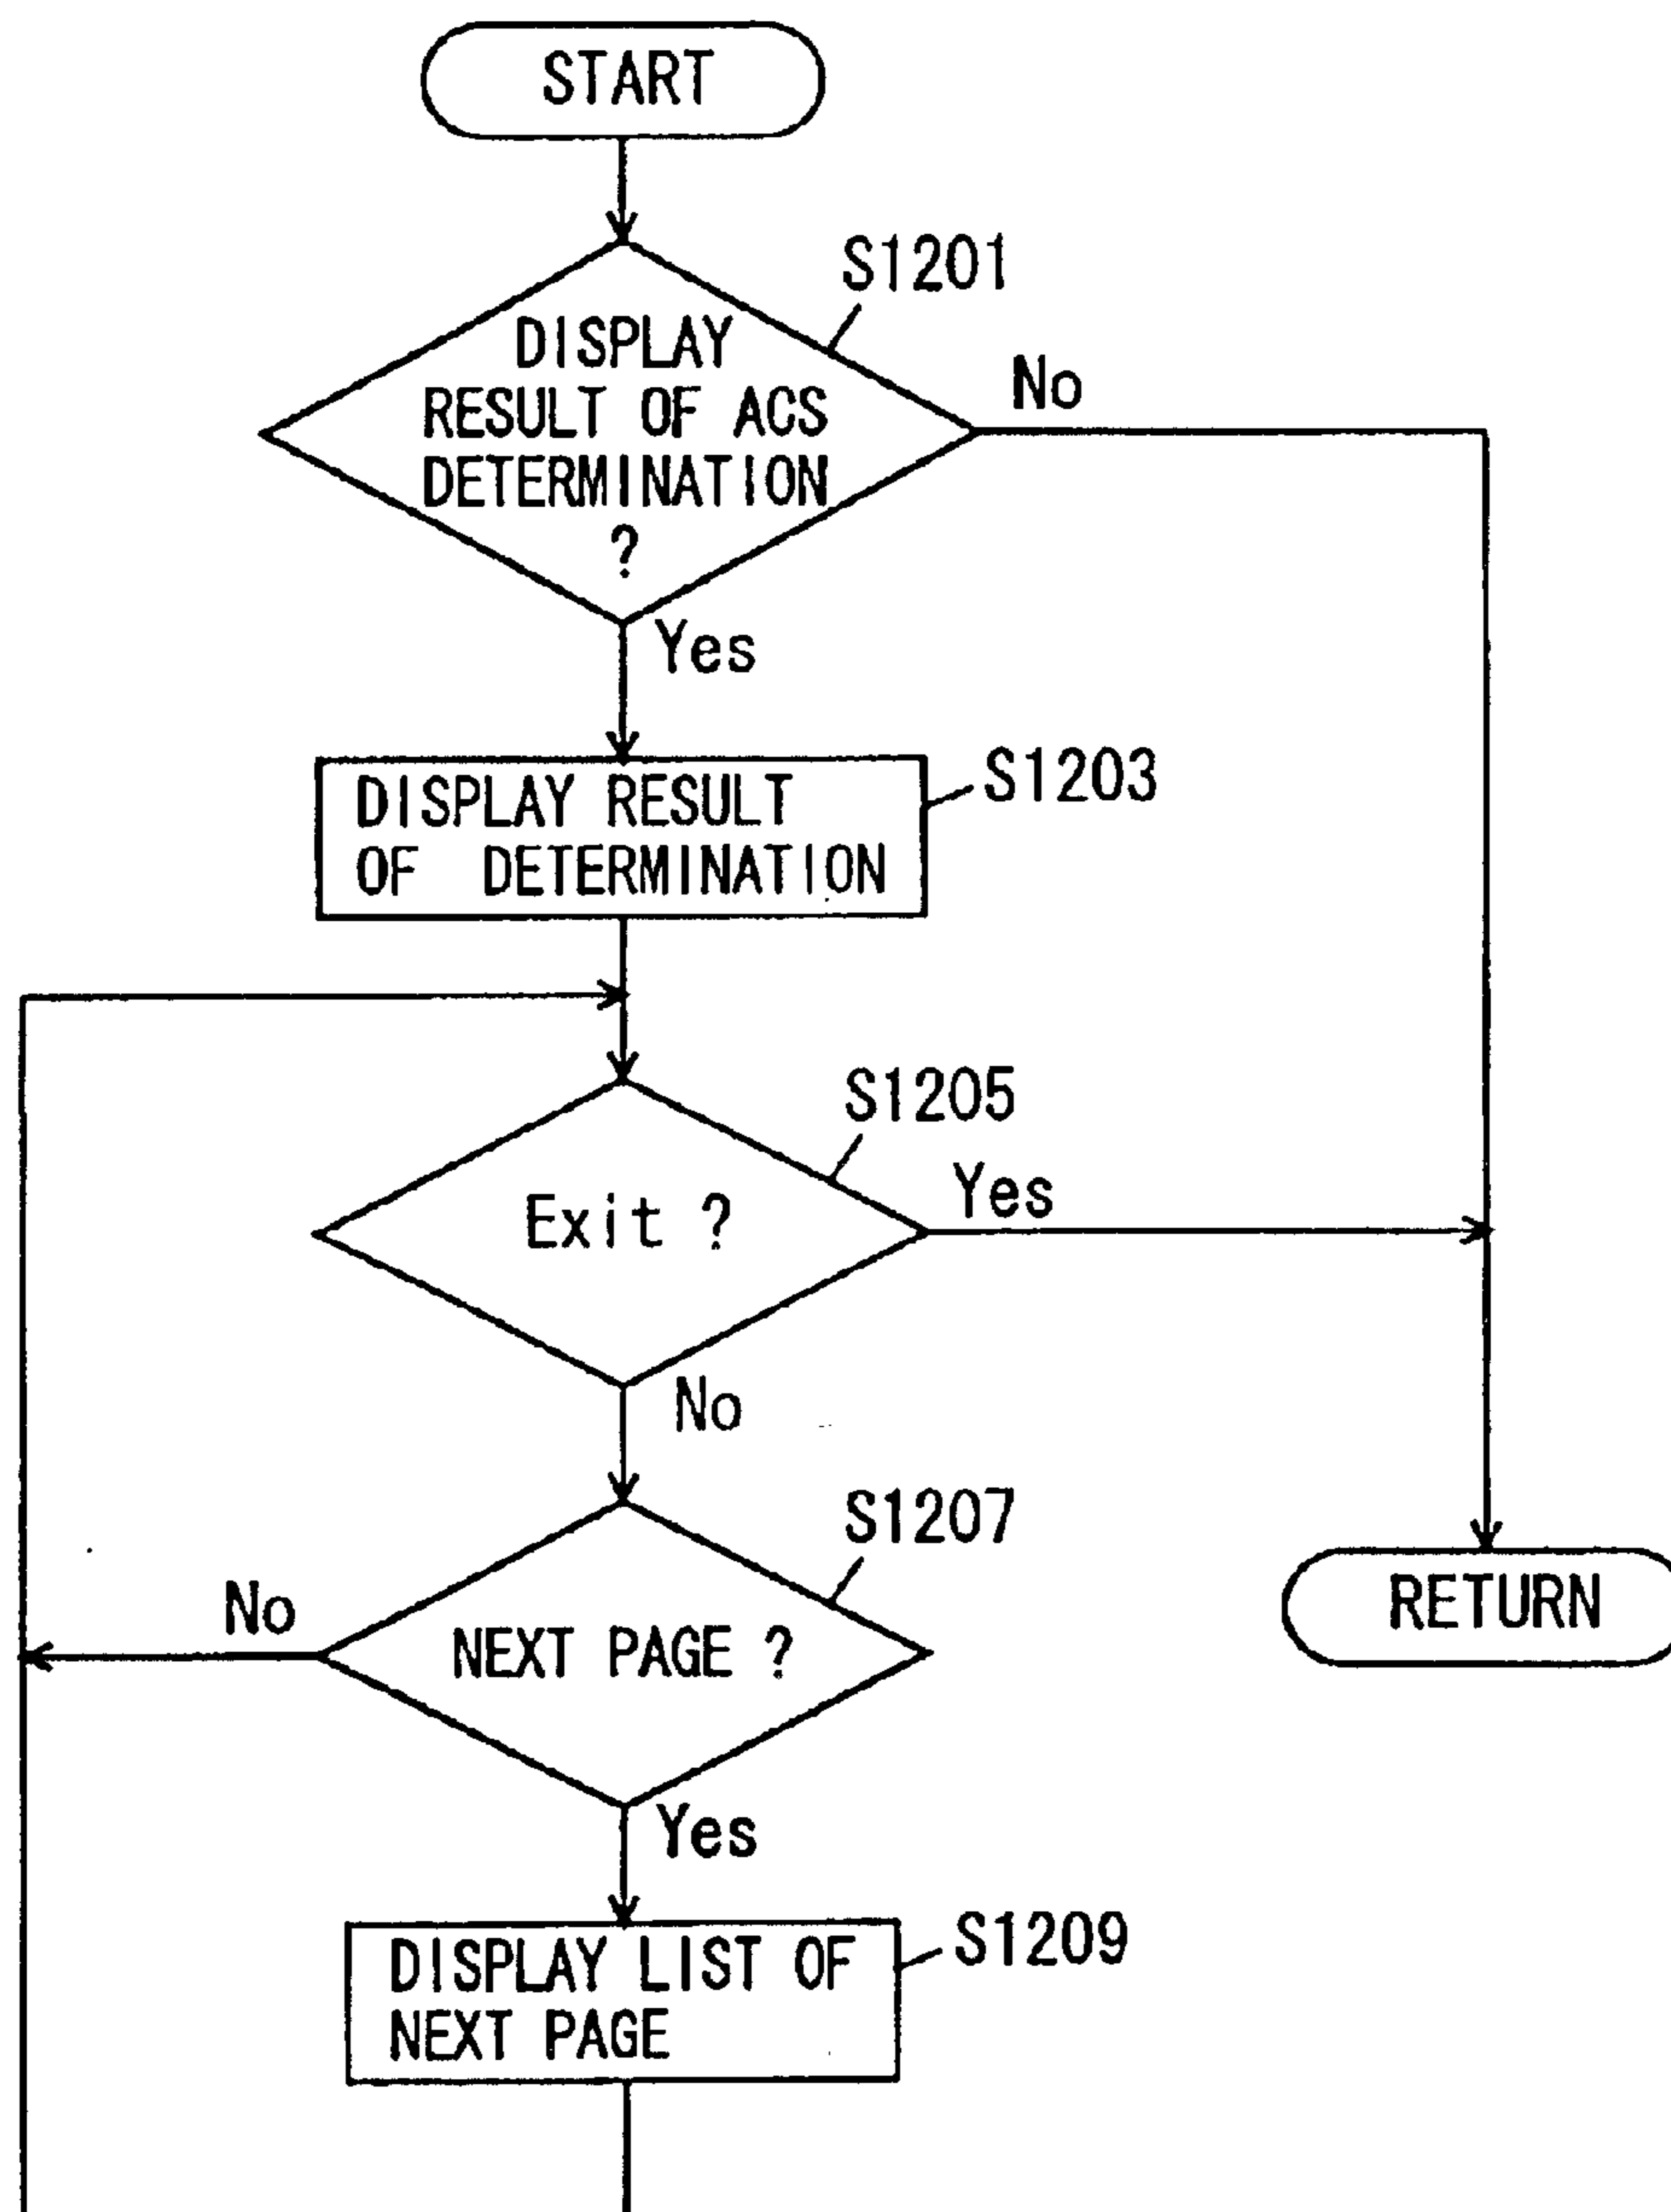 START
S1201
DISPLAY
RESULT OF ACS
DETERMINATION
?
No
Yes
S1203
DISPLAY RESULT
OF DETERMINATION
S1205
Exit ?
Yes
No
S1207
No
NEXT PAGE ?
RETURN
Yes
S1209
DISPLAY LIST OF
NEXT PAGE